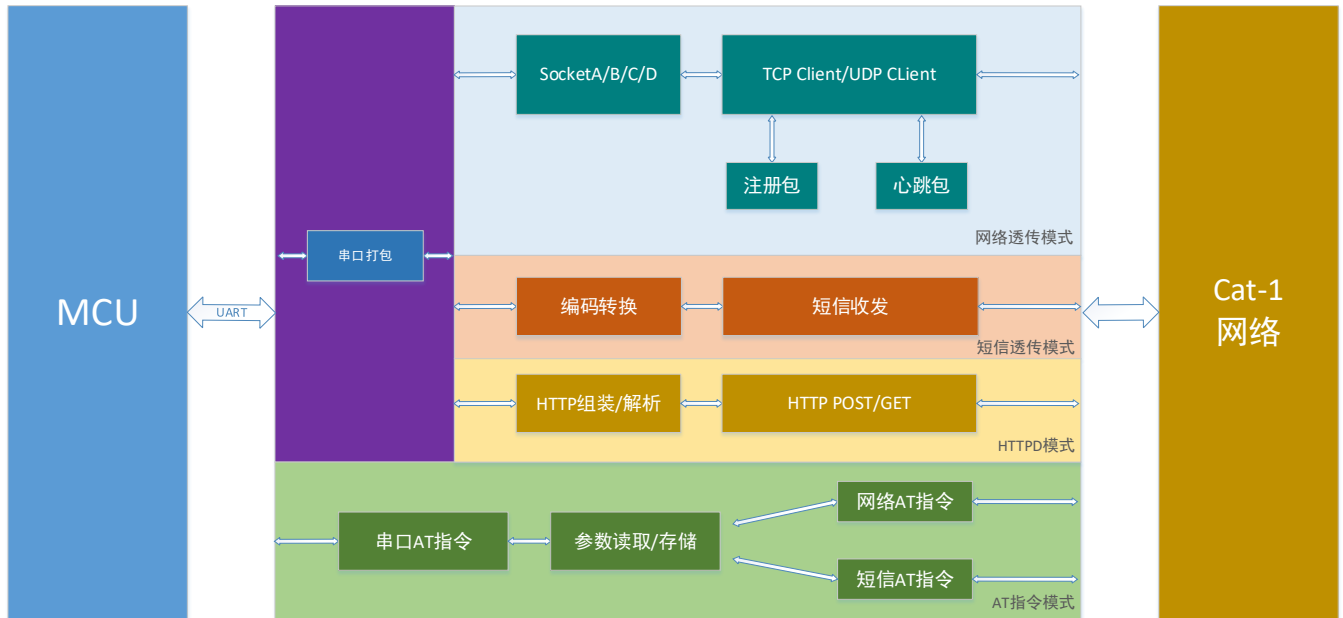 MCU
UART
串口打包
SocketA/B/C/D
TCP Client/UDP CLient
注册包
心跳包
网络透传模式
编码转换
短信收发
短信透传模式
HTTP组装/解析
HTTP POST/GET
HTTPD模式
串口AT指令
参数读取/存储
网络AT指令
短信AT指令
AT指令模式
Cat-1
网络